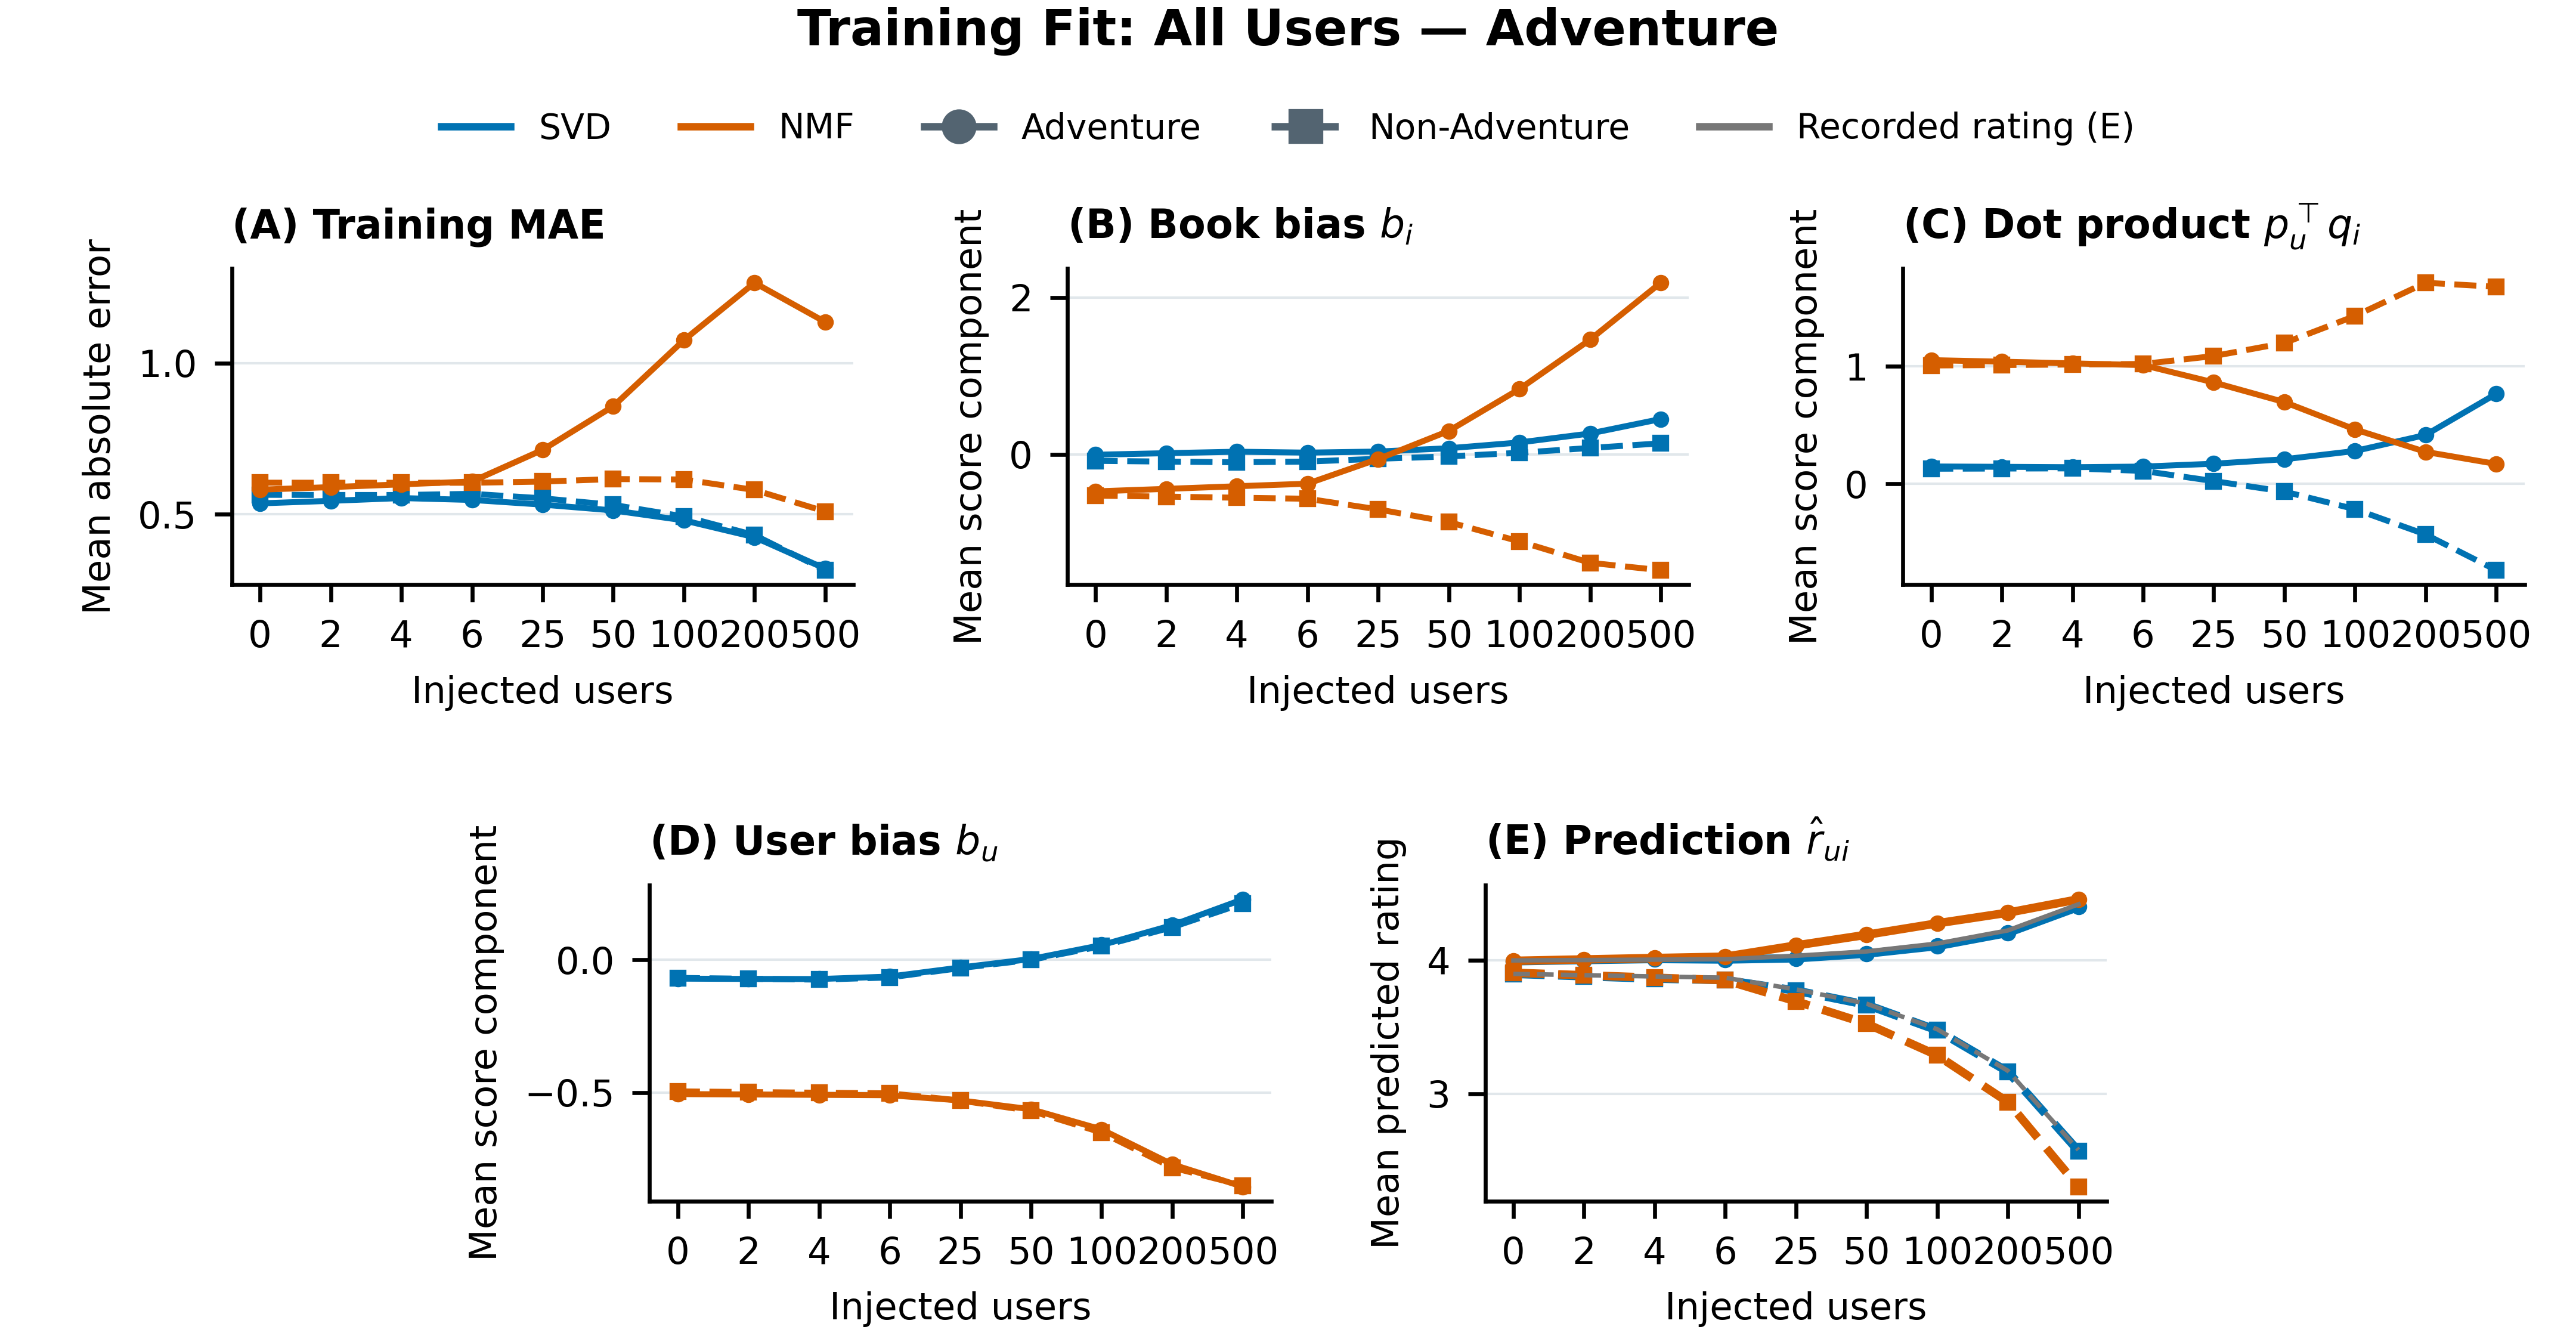 Training Fit: All Users — Adventure
SVD NMF Adventure Non-Adventure Recorded rating (E)
(A) Training MAE
Mean absolute error
1.0
0.5
0 2 4 6 25 50 100 200 500
Injected users
(B) Book bias b_i
Mean score component
2
0
0 2 4 6 25 50 100 200 500
Injected users
(C) Dot product p_u^⊤ q_i
Mean score component
1
0
0 2 4 6 25 50 100 200 500
Injected users
(D) User bias b_u
Mean score component
0.0
−0.5
0 2 4 6 25 50 100 200 500
Injected users
(E) Prediction r̂_ui
Mean predicted rating
4
3
0 2 4 6 25 50 100 200 500
Injected users